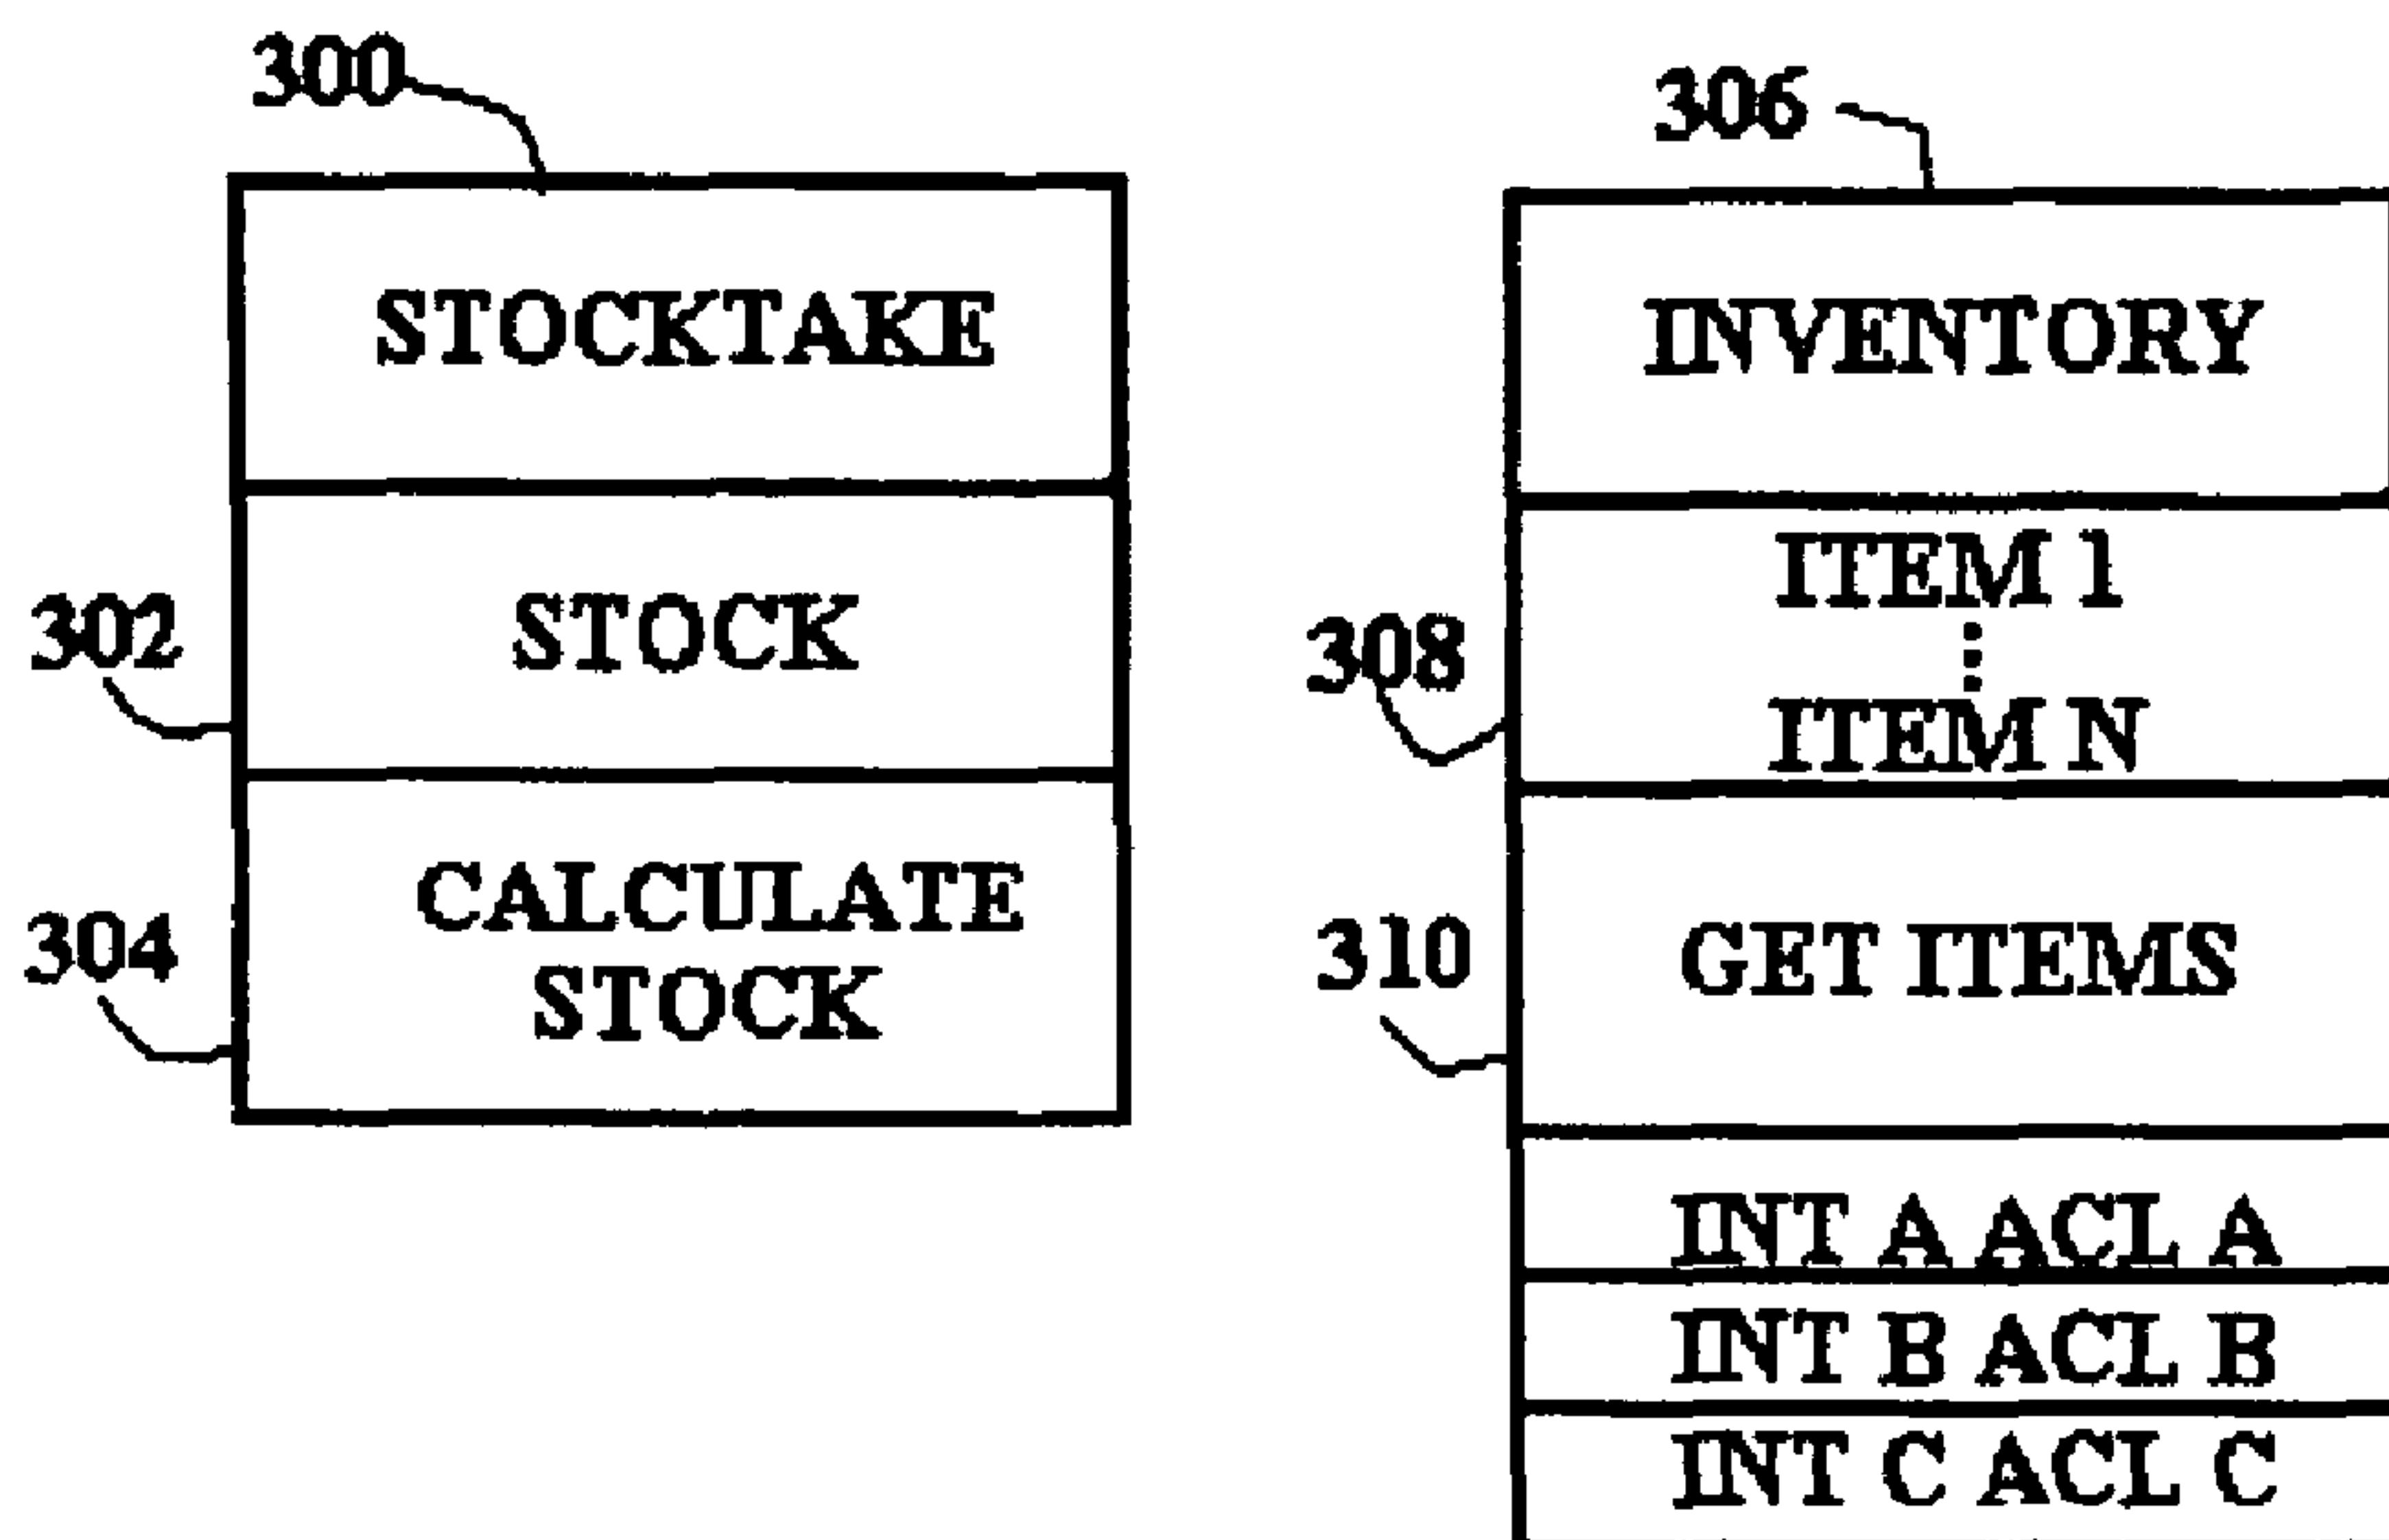 300
STOCKTAKE
302
STOCK
304
CALCULATE
STOCK
306
INVENTORY
308
ITEM 1
ITEM N
310
GET ITEMS
INT A ACL A
INT B ACL B
INT C ACL C